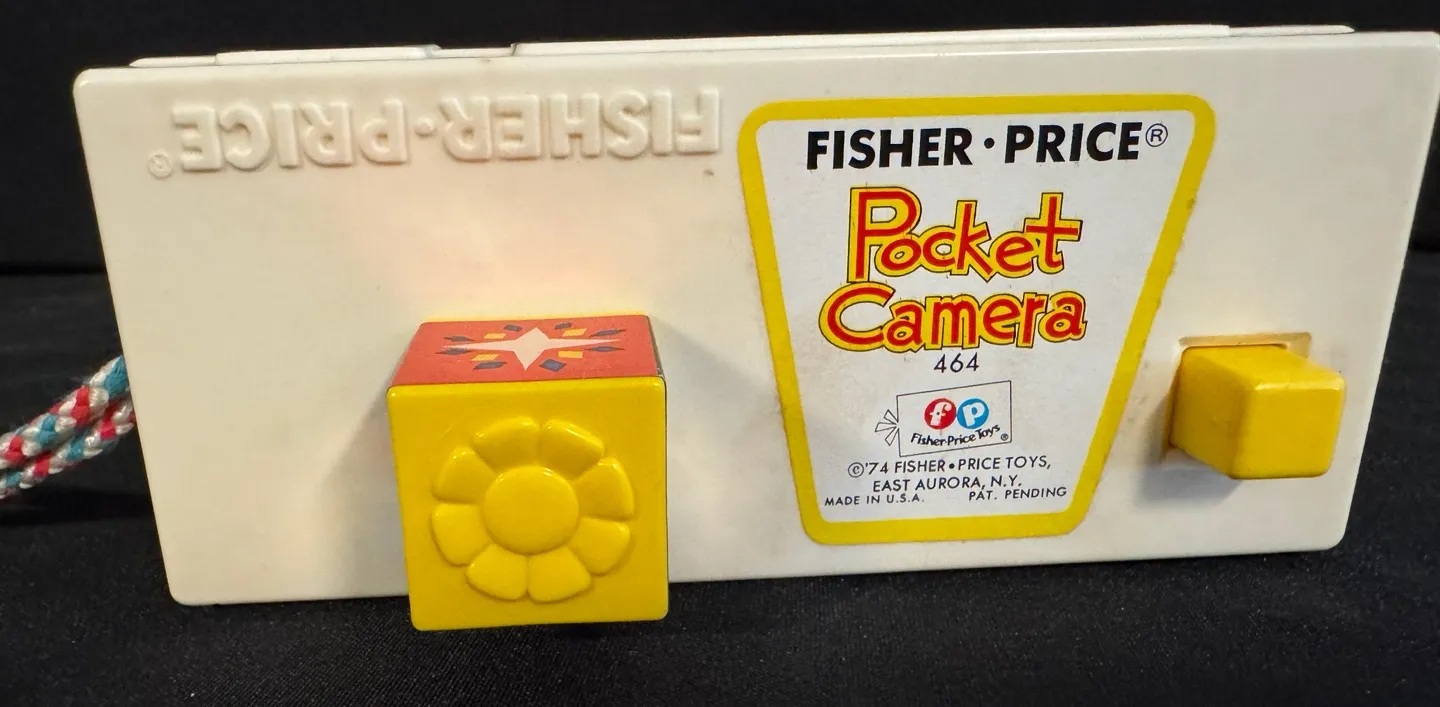 FISHER·PRICE®
FISHER·PRICE®
Pocket
Camera
464
fp
Fisher-Price Toys®
©'74 FISHER•PRICE TOYS,
EAST AURORA, N.Y.
MADE IN U.S.A. PAT. PENDING